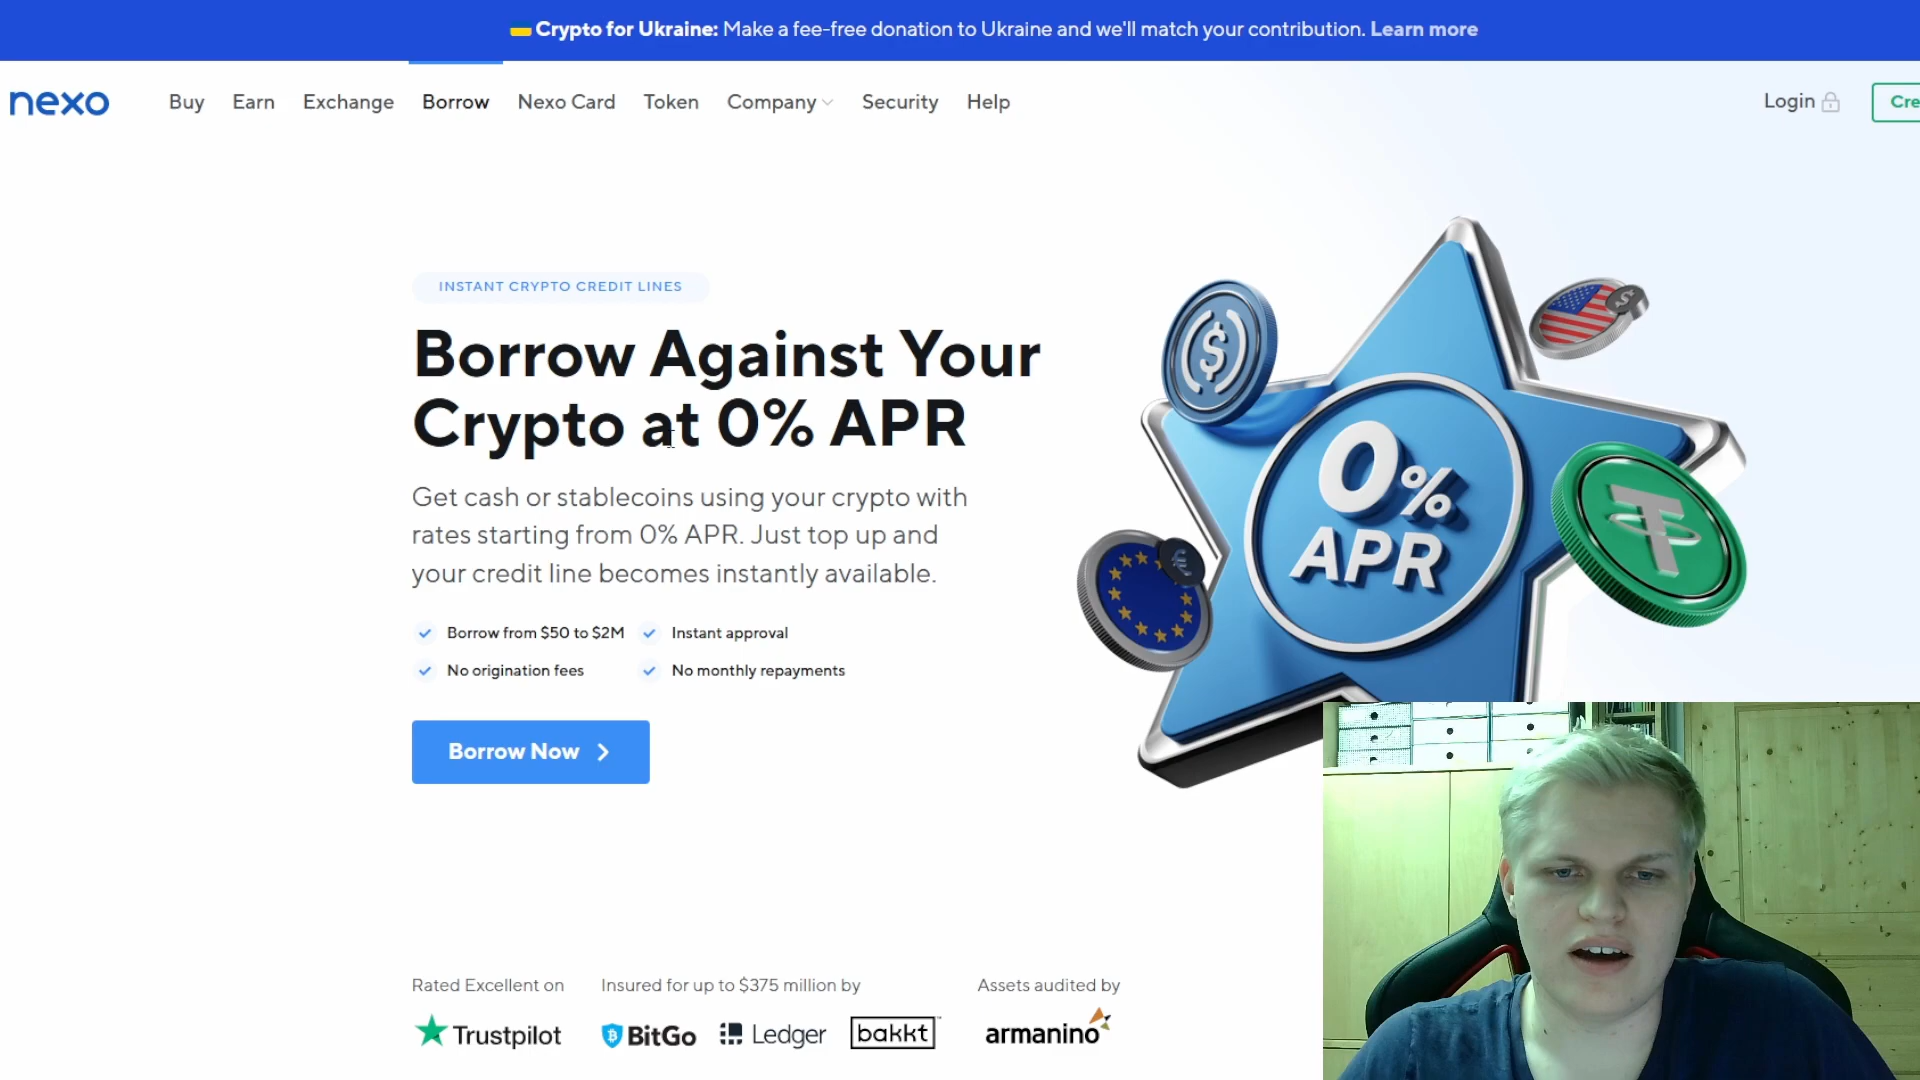 Crypto for Ukraine: Make a fee-free donation to Ukraine and we'll match your contribution. Learn more
nexo Buy Earn Exchange Borrow Nexo Card Token Company Security Help Login Cre
INSTANT CRYPTO CREDIT LINES
Borrow Against Your
Crypto at 0% APR
Get cash or stablecoins using your crypto with
rates starting from 0% APR. Just top up and
your credit line becomes instantly available.
Borrow from $50 to $2M Instant approval
No origination fees No monthly repayments
Borrow Now
0%
APR
Rated Excellent on Insured for up to $375 million by Assets audited by
Trustpilot BitGo Ledger bakkt armanino